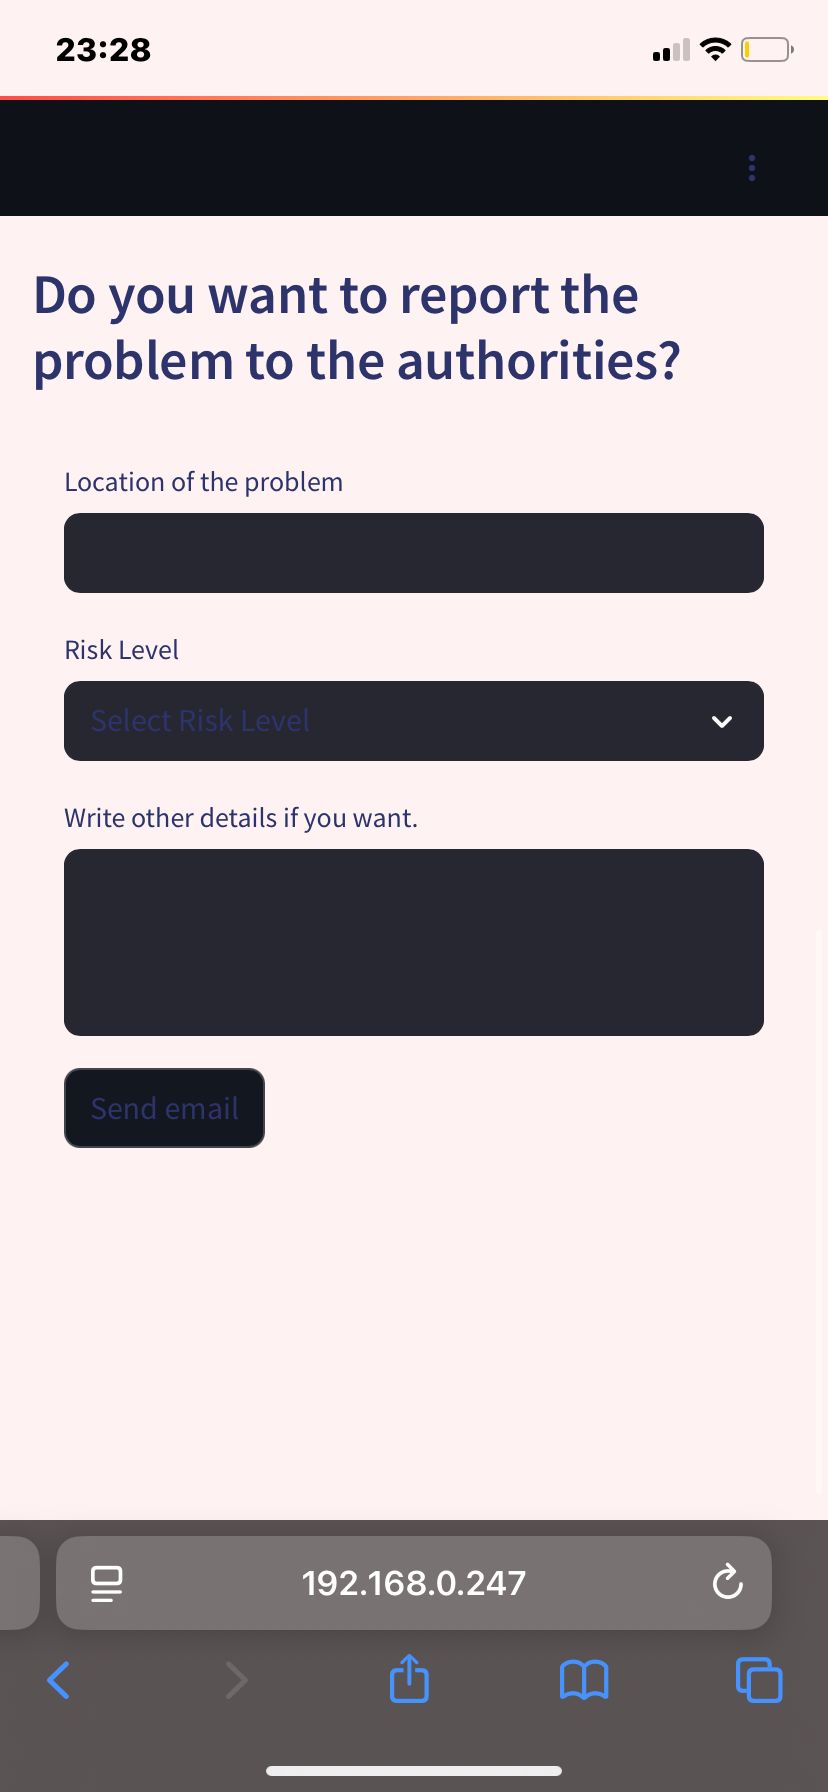 23:28
Do you want to report the
problem to the authorities?
Location of the problem
Risk Level
Select Risk Level
Write other details if you want.
Send email
192.168.0.247